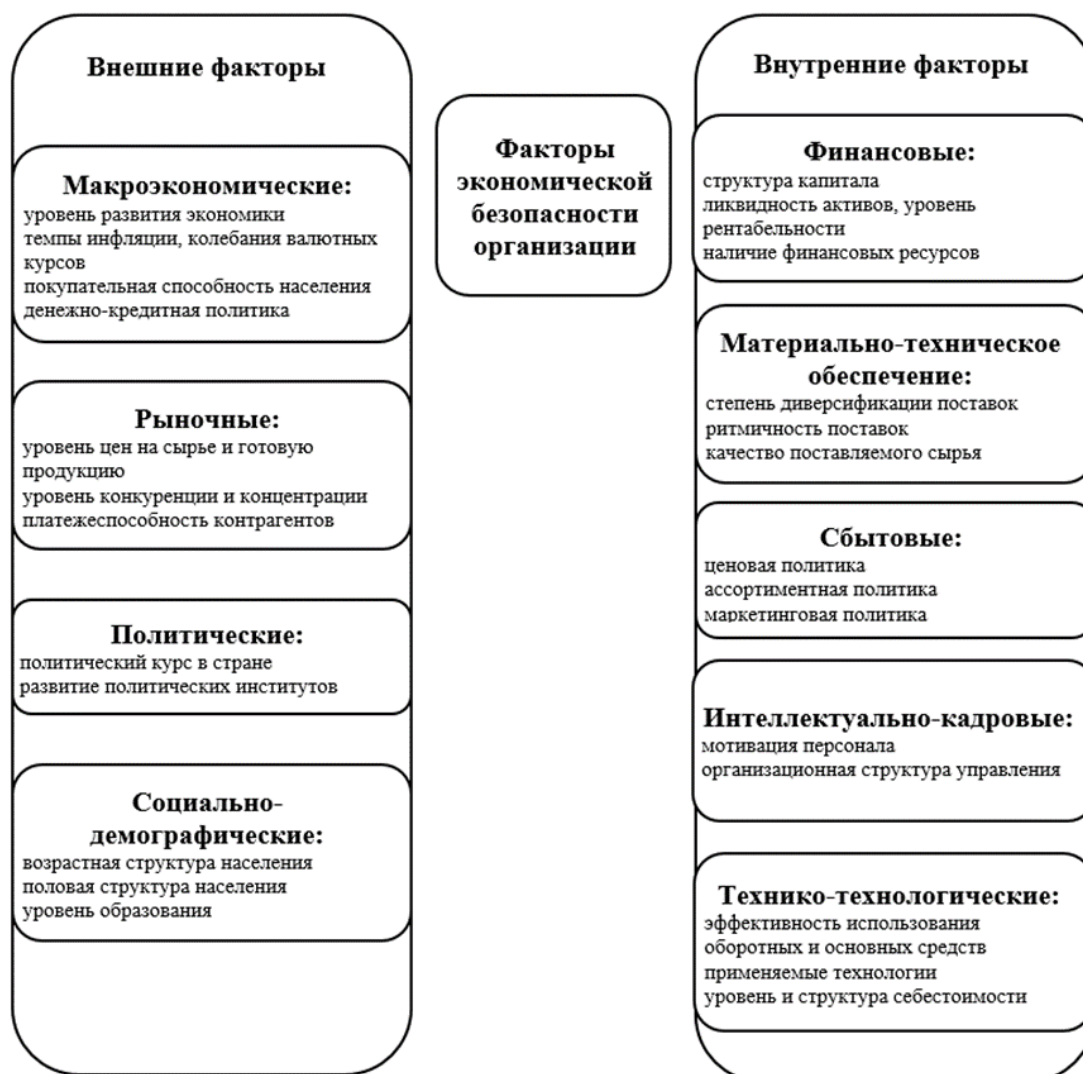 Внешние факторы
Макроэкономические:
уровень развития экономики
темпы инфляции, колебания валютных
курсов
покупательная способность населения
денежно-кредитная политика
Рыночные:
уровень цен на сырье и готовую
продукцию
уровень конкуренции и концентрации
платежеспособность контрагентов
Политические:
политический курс в стране
развитие политических институтов
Социально-
демографические:
возрастная структура населения
половая структура населения
уровень образования
Факторы
экономической
безопасности
организации
Внутренние факторы
Финансовые:
структура капитала
ликвидность активов, уровень
рентабельности
наличие финансовых ресурсов
Материально-техническое
обеспечение:
степень диверсификации поставок
ритмичность поставок
качество поставляемого сырья
Сбытовые:
ценовая политика
ассортиментная политика
маркетинговая политика
Интеллектуально-кадровые:
мотивация персонала
организационная структура управления
Технико-технологические:
эффективность использования
оборотных и основных средств
применяемые технологии
уровень и структура себестоимости